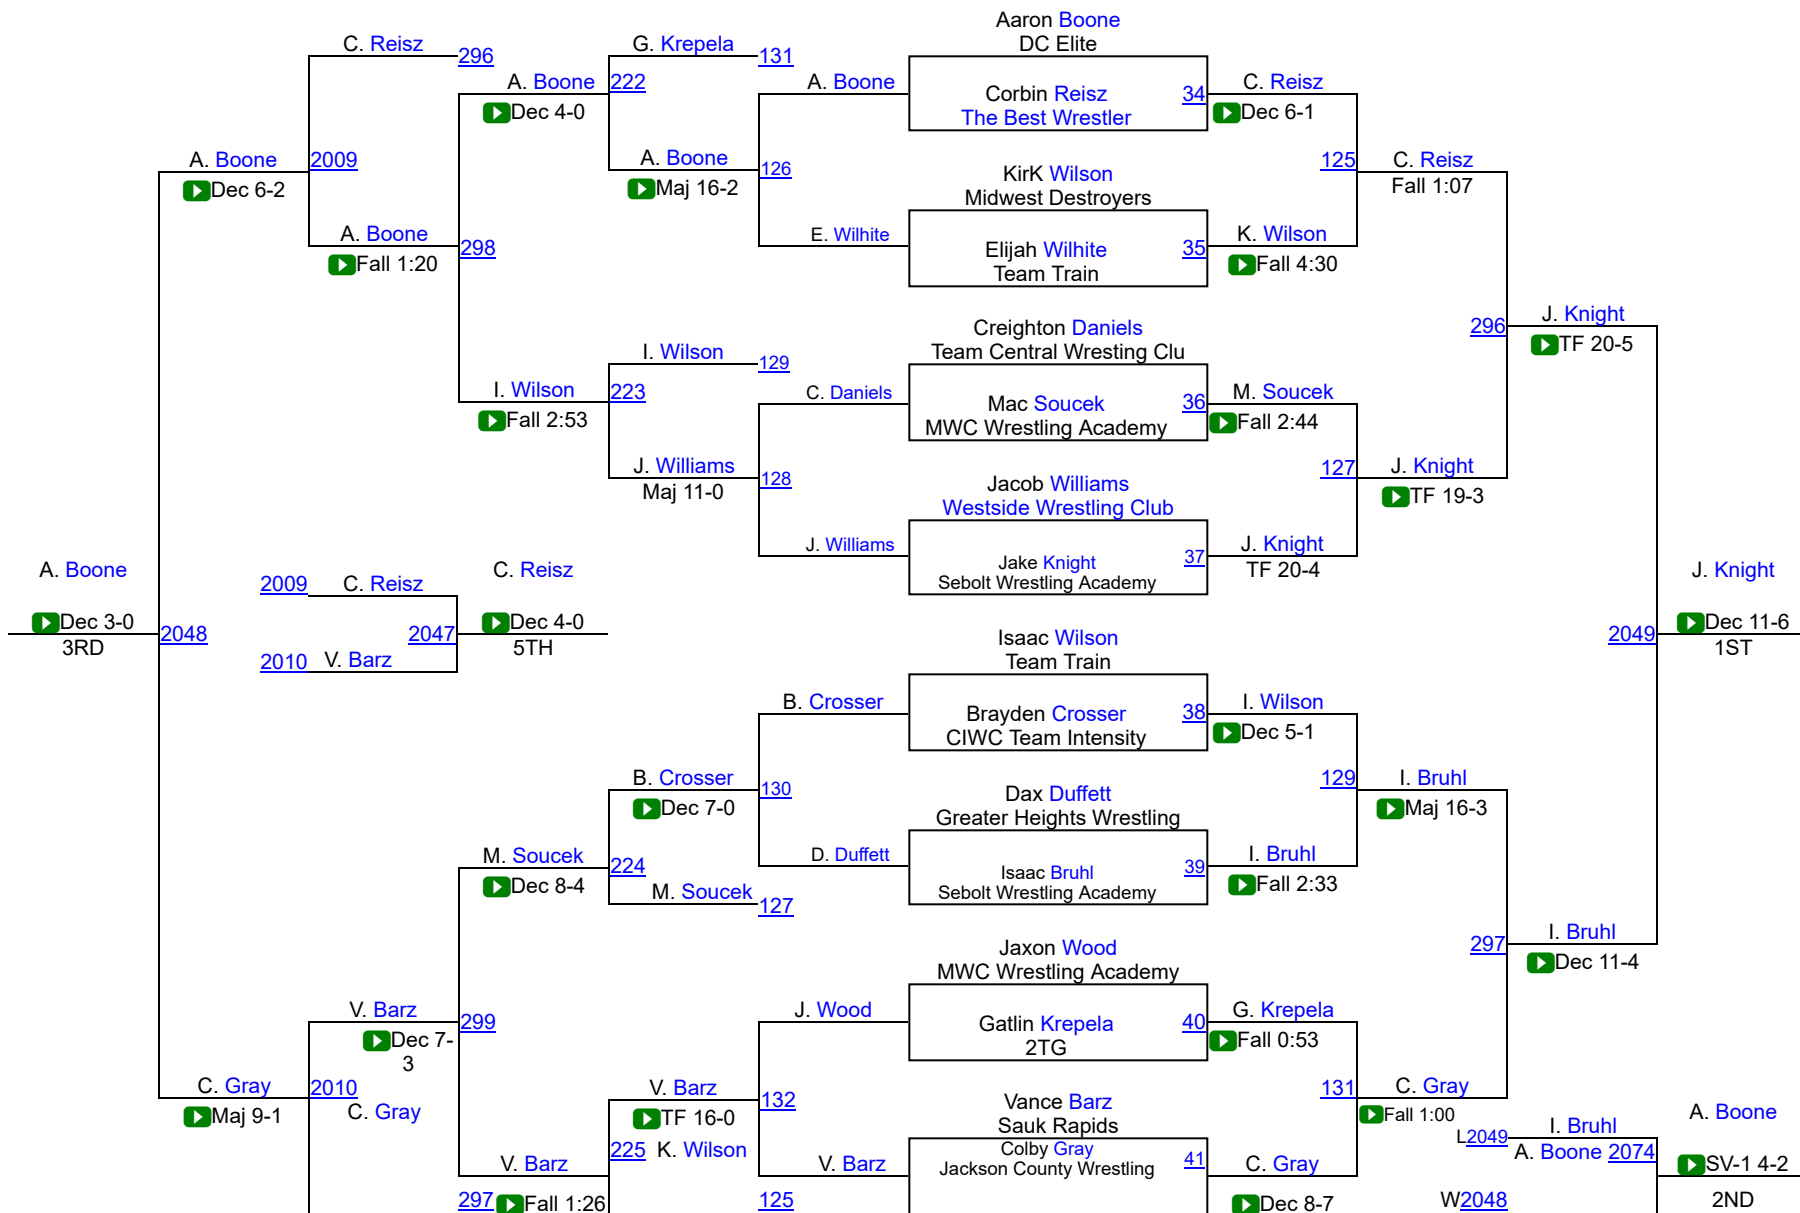 Aaron Boone
DC Elite
C. Reisz
296
G. Krepela
131
A. Boone
222
Dec 4-0
A. Boone
Corbin Reisz
The Best Wrestler
34
C. Reisz
Dec 6-1
A. Boone
2009
Dec 6-2
A. Boone
126
Maj 16-2
KirK Wilson
Midwest Destroyers
125
C. Reisz
Fall 1:07
A. Boone
298
Fall 1:20
E. Wilhite
Elijah Wilhite
Team Train
35
K. Wilson
Fall 4:30
Creighton Daniels
Team Central Wresting Clu
296
J. Knight
TF 20-5
I. Wilson
129
I. Wilson
223
Fall 2:53
C. Daniels
Mac Soucek
MWC Wrestling Academy
36
M. Soucek
Fall 2:44
J. Williams
128
Maj 11-0
Jacob Williams
Westside Wrestling Club
127
J. Knight
TF 19-3
J. Williams
Jake Knight
Sebolt Wrestling Academy
37
J. Knight
TF 20-4
A. Boone
Dec 3-0
3RD
2048
2009
C. Reisz
2047
2010
V. Barz
C. Reisz
Dec 4-0
5TH
J. Knight
2049
Dec 11-6
1ST
Isaac Wilson
Team Train
B. Crosser
Brayden Crosser
CIWC Team Intensity
38
I. Wilson
Dec 5-1
B. Crosser
130
Dec 7-0
Dax Duffett
Greater Heights Wrestling
129
I. Bruhl
Maj 16-3
M. Soucek
224
Dec 8-4
M. Soucek
127
D. Duffett
Isaac Bruhl
Sebolt Wrestling Academy
39
I. Bruhl
Fall 2:33
Jaxon Wood
MWC Wrestling Academy
297
I. Bruhl
Dec 11-4
V. Barz
299
Dec 7-
3
J. Wood
Gatlin Krepela
2TG
40
G. Krepela
Fall 0:53
C. Gray
2010
Maj 9-1
C. Gray
V. Barz
132
TF 16-0
225
K. Wilson
Vance Barz
Sauk Rapids
131
C. Gray
Fall 1:00
V. Barz
297
Fall 1:26
125
V. Barz
Colby Gray
Jackson County Wrestling
41
C. Gray
Dec 8-7
L2049
I. Bruhl
A. Boone
2074
W2048
A. Boone
SV-1 4-2
2ND